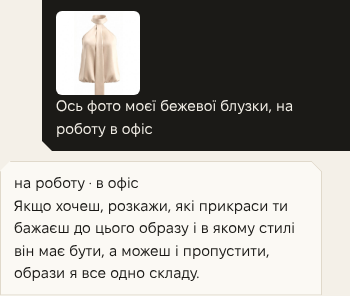 Ось фото моєї бежевої блузки, на
роботу в офіс
на роботу · в офіс
Якщо хочеш, розкажи, які прикраси ти
бажаєш до цього образу і в якому стилі
він має бути, а можеш і пропустити,
образи я все одно складу.